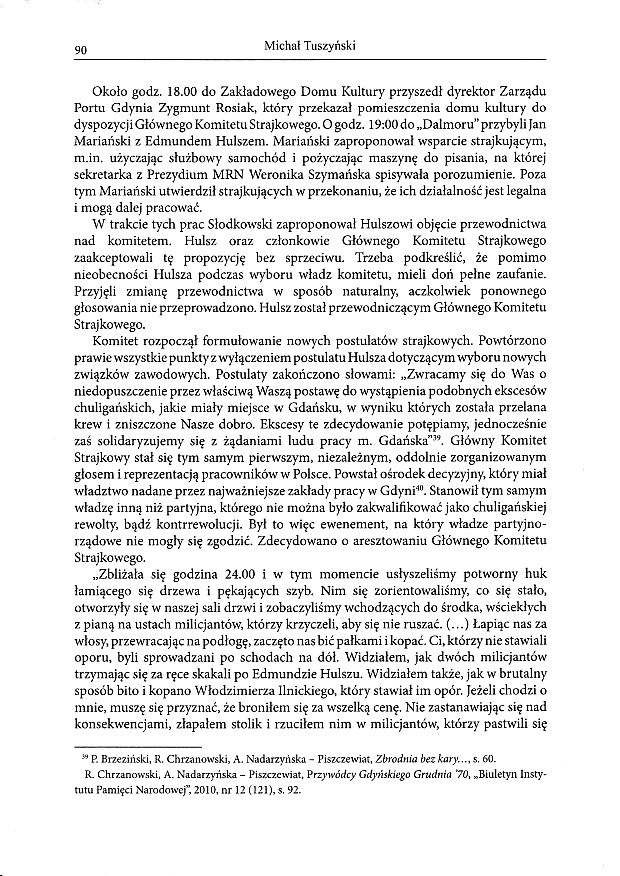 90
Michał Tuszyński
Około godz. 18.00 do Zakładowego Domu Kultury przyszedł dyrektor Zarządu
Portu Gdynia Zygmunt Rosiak, który przekazał pomieszczenia domu kultury do
dyspozycji Głównego Komitetu Strajkowego. O godz. 19:00 do „Dalmoru” przybyli Jan
Mariański z Edmundem Hulszem. Mariański zaproponował wsparcie strajkującym,
m.in. użyczając służbowy samochód i pożyczając maszynę do pisania, na której
sekretarka z Prezydium MRN Weronika Szymańska spisywała porozumienie. Poza
tym Mariański utwierdził strajkujących w przekonaniu, że ich działalność jest legalna
i mogą dalej pracować.
W trakcie tych prac Słodkowski zaproponował Hulszowi objęcie przewodnictwa
nad komitetem. Hulsz oraz członkowie Głównego Komitetu Strajkowego
zaakceptowali tę propozycję bez sprzeciwu. Trzeba podkreślić, że pomimo
nieobecności Hulsza podczas wyboru władz komitetu, mieli doń pełne zaufanie.
Przyjęli zmianę przewodnictwa w sposób naturalny, aczkolwiek ponownego
głosowania nie przeprowadzono. Hulsz został przewodniczącym Głównego Komitetu
Strajkowego.
Komitet rozpoczął formułowanie nowych postulatów strajkowych. Powtórzono
prawie wszystkie punkty z wyłączeniem postulatu Hulsza dotyczącym wyboru nowych
związków zawodowych. Postulaty zakończono słowami: „Zwracamy się do Was o
niedopuszczenie przez właściwą Waszą postawę do wystąpienia podobnych ekscesów
chuligańskich, jakie miały miejsce w Gdańsku, w wyniku których została przelana
krew i zniszczone Nasze dobro. Ekscesy te zdecydowanie potępiamy, jednocześnie
zaś solidaryzujemy się z żądaniami ludu pracy m. Gdańska”³⁹. Główny Komitet
Strajkowy stał się tym samym pierwszym, niezależnym, oddolnie zorganizowanym
głosem i reprezentacją pracowników w Polsce. Powstał ośrodek decyzyjny, który miał
władztwo nadane przez najważniejsze zakłady pracy w Gdyni⁴⁰. Stanowił tym samym
władzę inną niż partyjna, którego nie można było zakwalifikować jako chuligańskiej
rewolty, bądź kontrrewolucji. Był to więc ewenement, na który władze partyjno-
rządowe nie mogły się zgodzić. Zdecydowano o aresztowaniu Głównego Komitetu
Strajkowego.
„Zbliżała się godzina 24.00 i w tym momencie usłyszeliśmy potworny huk
łamiącego się drzewa i pękających szyb. Nim się zorientowaliśmy, co się stało,
otworzyły się w naszej sali drzwi i zobaczyliśmy wchodzących do środka, wściekłych
z pianą na ustach milicjantów, którzy krzyczeli, aby się nie ruszać. (…) Łapiąc nas za
włosy, przewracając na podłogę, zaczęto nas bić pałkami i kopać. Ci, którzy nie stawiali
oporu, byli sprowadzani po schodach na dół. Widziałem, jak dwóch milicjantów
trzymając się za ręce skakali po Edmundzie Hulszu. Widziałem także, jak w brutalny
sposób bito i kopano Włodzimierza Ilnickiego, który stawiał im opór. Jeżeli chodzi o
mnie, muszę się przyznać, że broniłem się za wszelką cenę. Nie zastanawiając się nad
konsekwencjami, złapałem stolik i rzuciłem nim w milicjantów, którzy pastwili się
³⁹ P. Brzeziński, R. Chrzanowski, A. Nadarzyńska – Piszczewiat, Zbrodnia bez kary…, s. 60.
R. Chrzanowski, A. Nadarzyńska – Piszczewiat, Przywódcy Gdyńskiego Grudnia ’70, „Biuletyn Insty-
tutu Pamięci Narodowej”, 2010, nr 12 (121), s. 92.